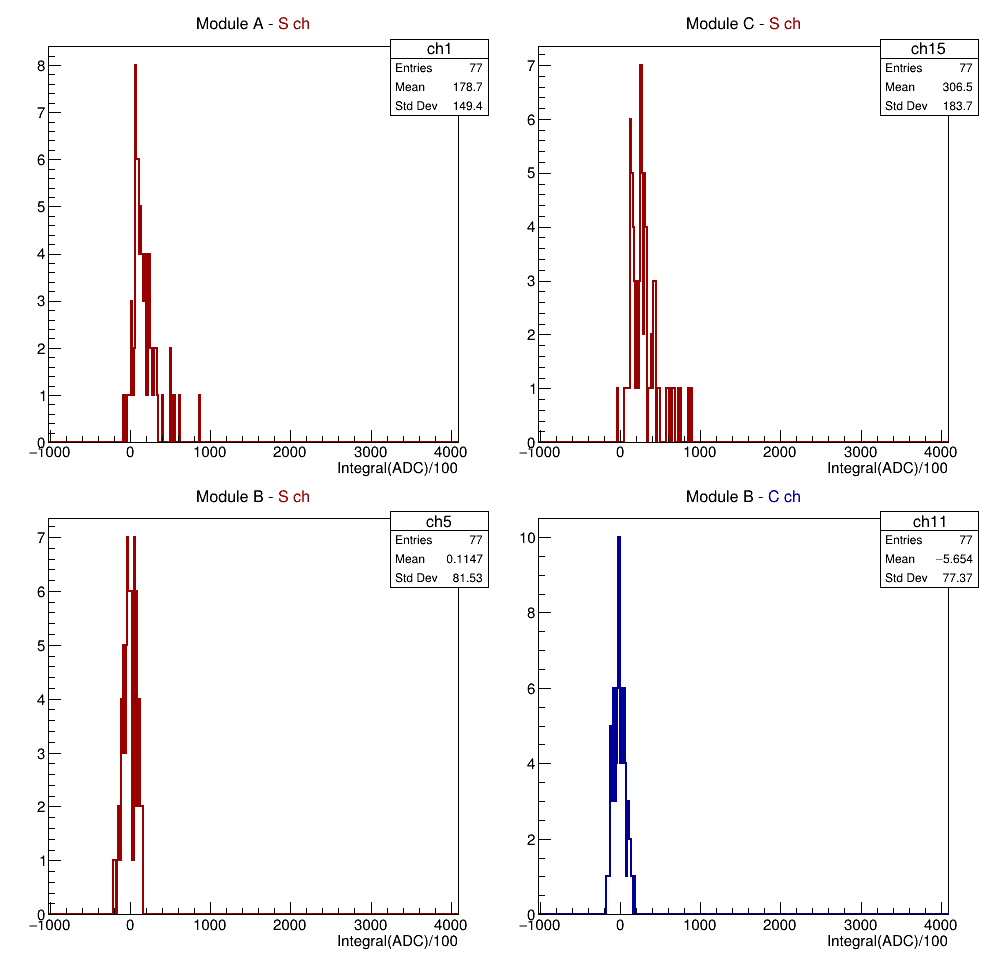 Module A - S ch
ch1
Entries 77
Mean 178.7
Std Dev 149.4
8
7
6
5
4
3
2
1
0
−1000 0 1000 2000 3000 4000
Integral(ADC)/100
Module C - S ch
ch15
Entries 77
Mean 306.5
Std Dev 183.7
7
6
5
4
3
2
1
0
−1000 0 1000 2000 3000 4000
Integral(ADC)/100
Module B - S ch
ch5
Entries 77
Mean 0.1147
Std Dev 81.53
7
6
5
4
3
2
1
0
−1000 0 1000 2000 3000 4000
Integral(ADC)/100
Module B - C ch
ch11
Entries 77
Mean −5.654
Std Dev 77.37
10
8
6
4
2
0
−1000 0 1000 2000 3000 4000
Integral(ADC)/100